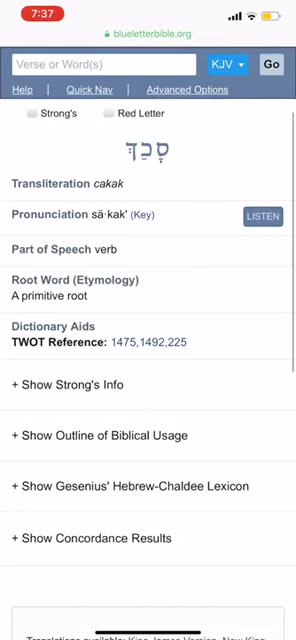 7:37
blueletterbible.org
Verse or Word(s) KJV Go
Help Quick Nav Advanced Options
Strong's Red Letter
סָכַךְ
Transliteration cakak
Pronunciation sä·kak' (Key) LISTEN
Part of Speech verb
Root Word (Etymology)
A primitive root
Dictionary Aids
TWOT Reference: 1475,1492,225
+ Show Strong's Info
+ Show Outline of Biblical Usage
+ Show Gesenius' Hebrew-Chaldee Lexicon
+ Show Concordance Results